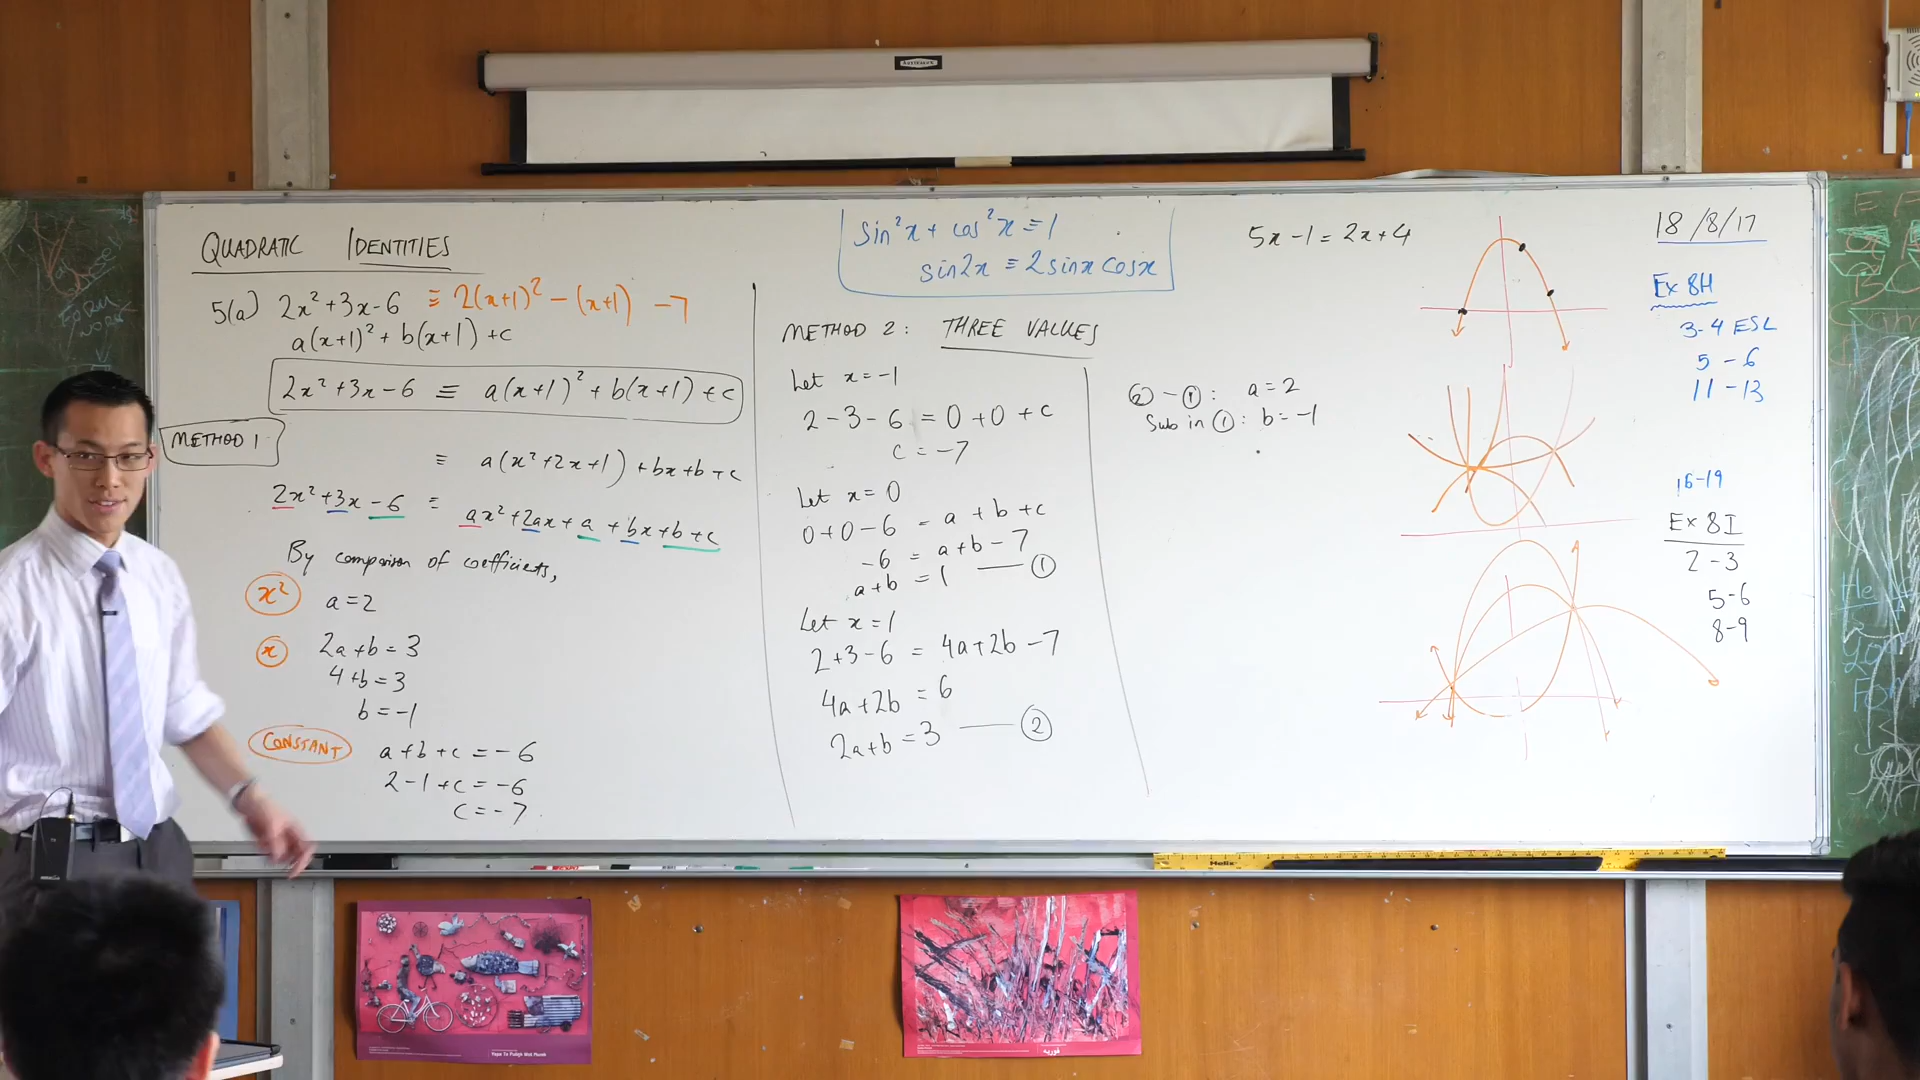 QUADRATIC IDENTITIES
5(a) 2x² + 3x - 6 ≡ 2(x+1)² - (x+1) - 7
a(x+1)² + b(x+1) + c
2x² + 3x - 6 ≡ a(x+1)² + b(x+1) + c
METHOD 1
≡ a(x² + 2x + 1) + bx + b + c
2x² + 3x - 6 ≡ ax² + 2ax + a + bx + b + c
By comparison of coefficients,
x² a = 2
x 2a + b = 3
4 + b = 3
b = -1
CONSTANT a + b + c = -6
2 - 1 + c = -6
c = -7
sin²x + cos²x ≡ 1
sin2x ≡ 2sinx cosx
METHOD 2: THREE VALUES
Let x = -1
2 - 3 - 6 = 0 + 0 + c
c = -7
Let x = 0
0 + 0 - 6 = a + b + c
-6 = a + b - 7
a + b = 1 — ①
Let x = 1
2 + 3 - 6 = 4a + 2b - 7
4a + 2b = 6
2a + b = 3 — ②
5x - 1 = 2x + 4
② - ①: a = 2
Sub in ①: b = -1
18/8/17
Ex 8H
3-4 ESL
5 - 6
11 - 13
16-19
Ex 8I
2 - 3
5-6
8-9
Helix